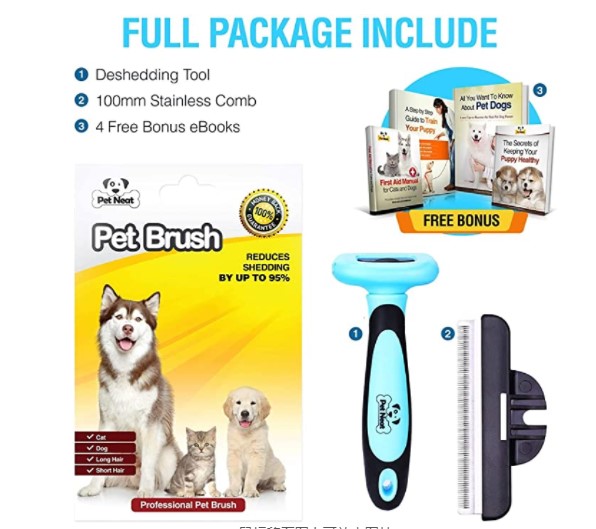 FULL PACKAGE INCLUDE
1 Deshedding Tool
2 100mm Stainless Comb
3 4 Free Bonus eBooks
3
A Step by Step
Guide to Train
Your Puppy
All You Want To Know
About Pet Dogs
First Aid Manual
for Cats and Dogs
The Secrets of
Keeping Your
Puppy Healthy
FREE BONUS
Pet Neat
MONEY BACK
100%
GUARANTEE
Pet Brush
REDUCES
SHEDDING
BY UP TO 95%
Cat
Dog
Long Hair
Short Hair
Professional Pet Brush
1
Pet Neat
2